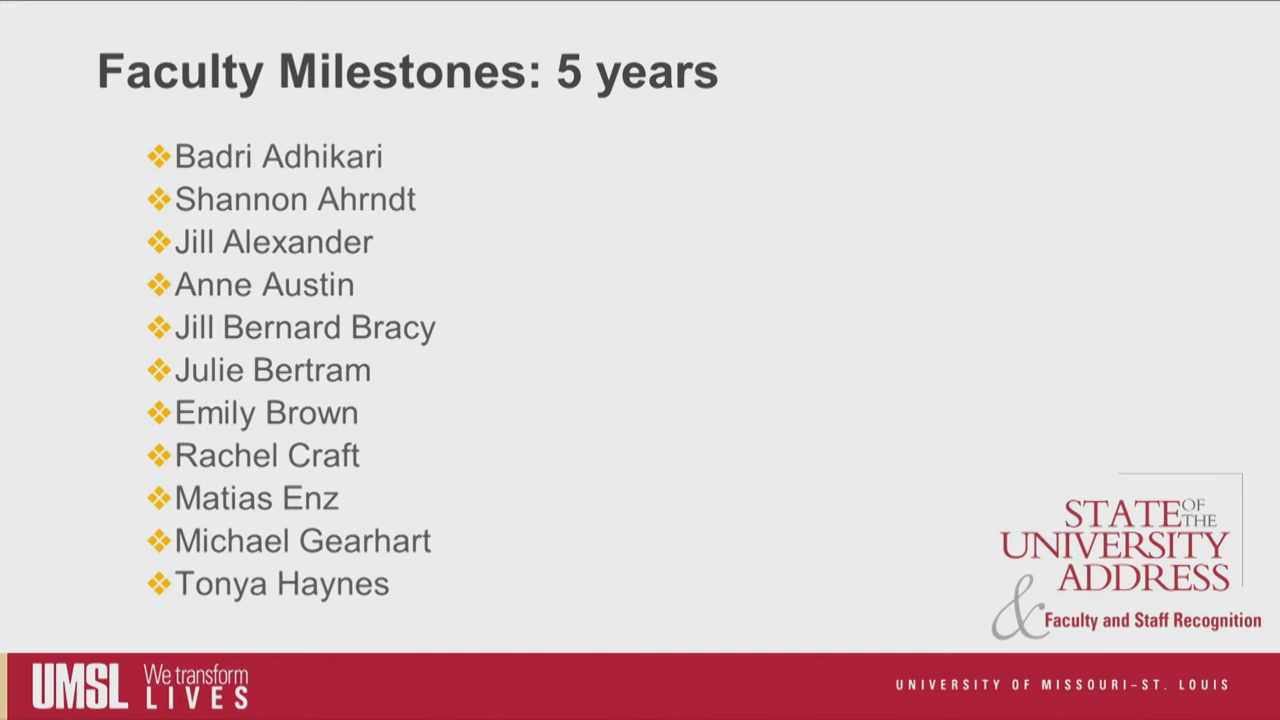 Faculty Milestones: 5 years
Badri Adhikari
Shannon Ahrndt
Jill Alexander
Anne Austin
Jill Bernard Bracy
Julie Bertram
Emily Brown
Rachel Craft
Matias Enz
Michael Gearhart
Tonya Haynes
STATE OF THE
UNIVERSITY
ADDRESS
& Faculty and Staff Recognition
UMSL We transform LIVES
UNIVERSITY OF MISSOURI–ST. LOUIS